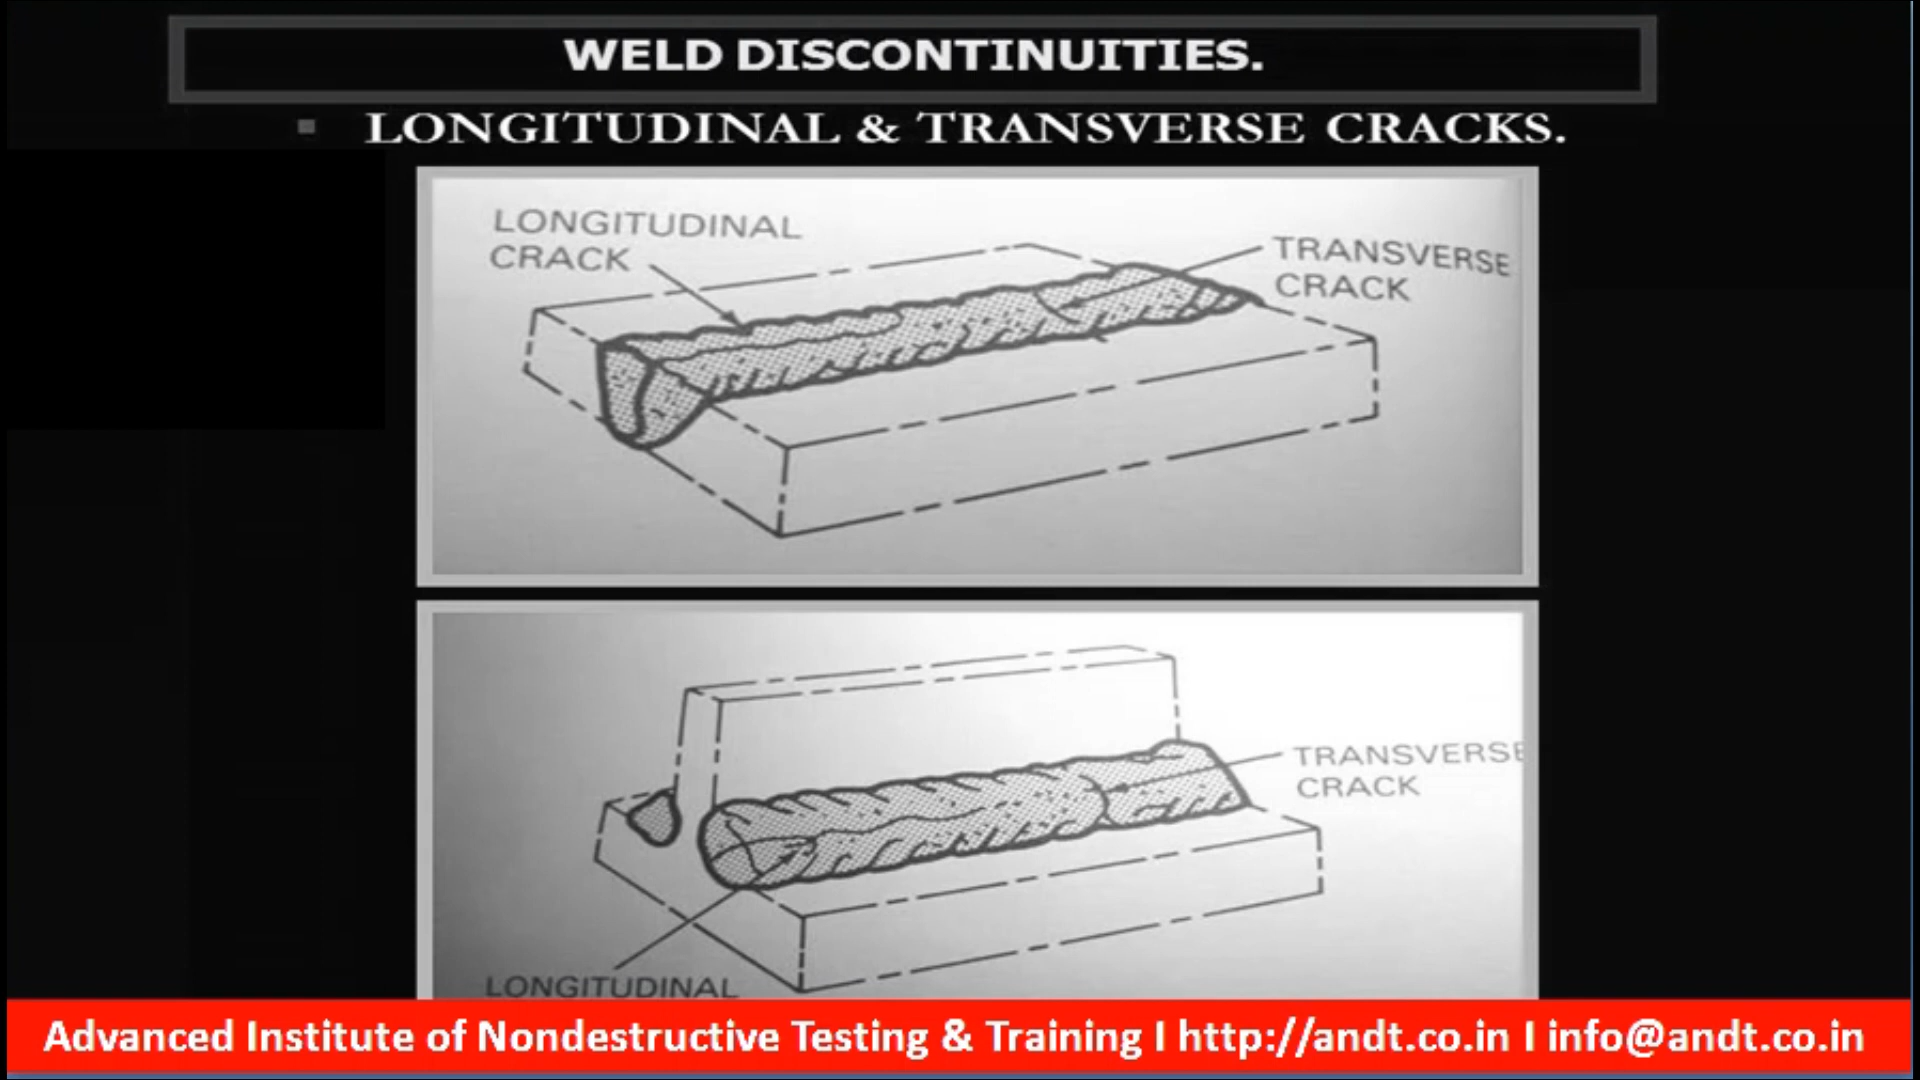 WELD DISCONTINUITIES.
▪ LONGITUDINAL & TRANSVERSE CRACKS.
LONGITUDINAL
CRACK
TRANSVERSE
CRACK
TRANSVERSE
CRACK
LONGITUDINAL
Advanced Institute of Nondestructive Testing & Training I http://andt.co.in I info@andt.co.in